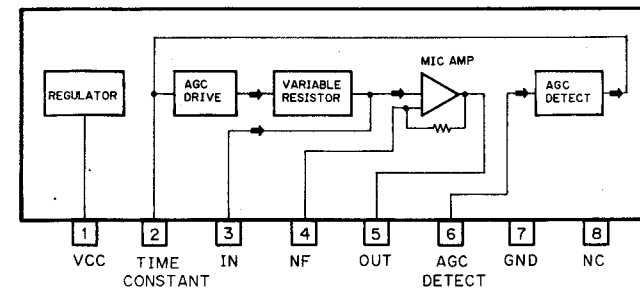 MIC AMP
REGULATOR
AGC
DRIVE
VARIABLE
RESISTOR
AGC
DETECT
1 2 3 4 5 6 7 8
VCC TIME IN NF OUT AGC GND NC
CONSTANT DETECT